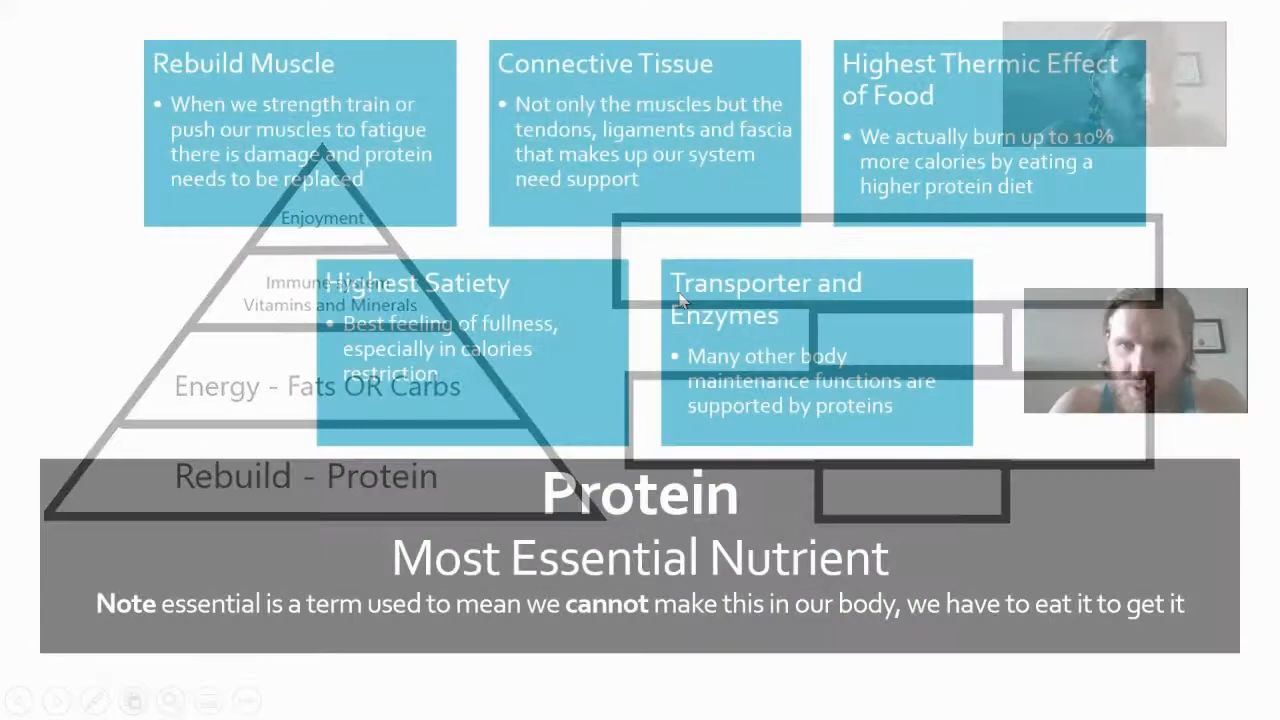 Rebuild Muscle
• When we strength train or
push our muscles to fatigue
there is damage and protein
needs to be replaced
Connective Tissue
• Not only the muscles but the
tendons, ligaments and fascia
that makes up our system
need support
Highest Thermic Effect
of Food
• We actually burn up to 10%
more calories by eating a
higher protein diet
Highest Satiety
• Best feeling of fullness,
especially in calories
restriction
Transporter and
Enzymes
• Many other body
maintenance functions are
supported by proteins
Enjoyment
Immune System
Vitamins and Minerals
Energy - Fats OR Carbs
Rebuild - Protein
Protein
Most Essential Nutrient
Note essential is a term used to mean we cannot make this in our body, we have to eat it to get it